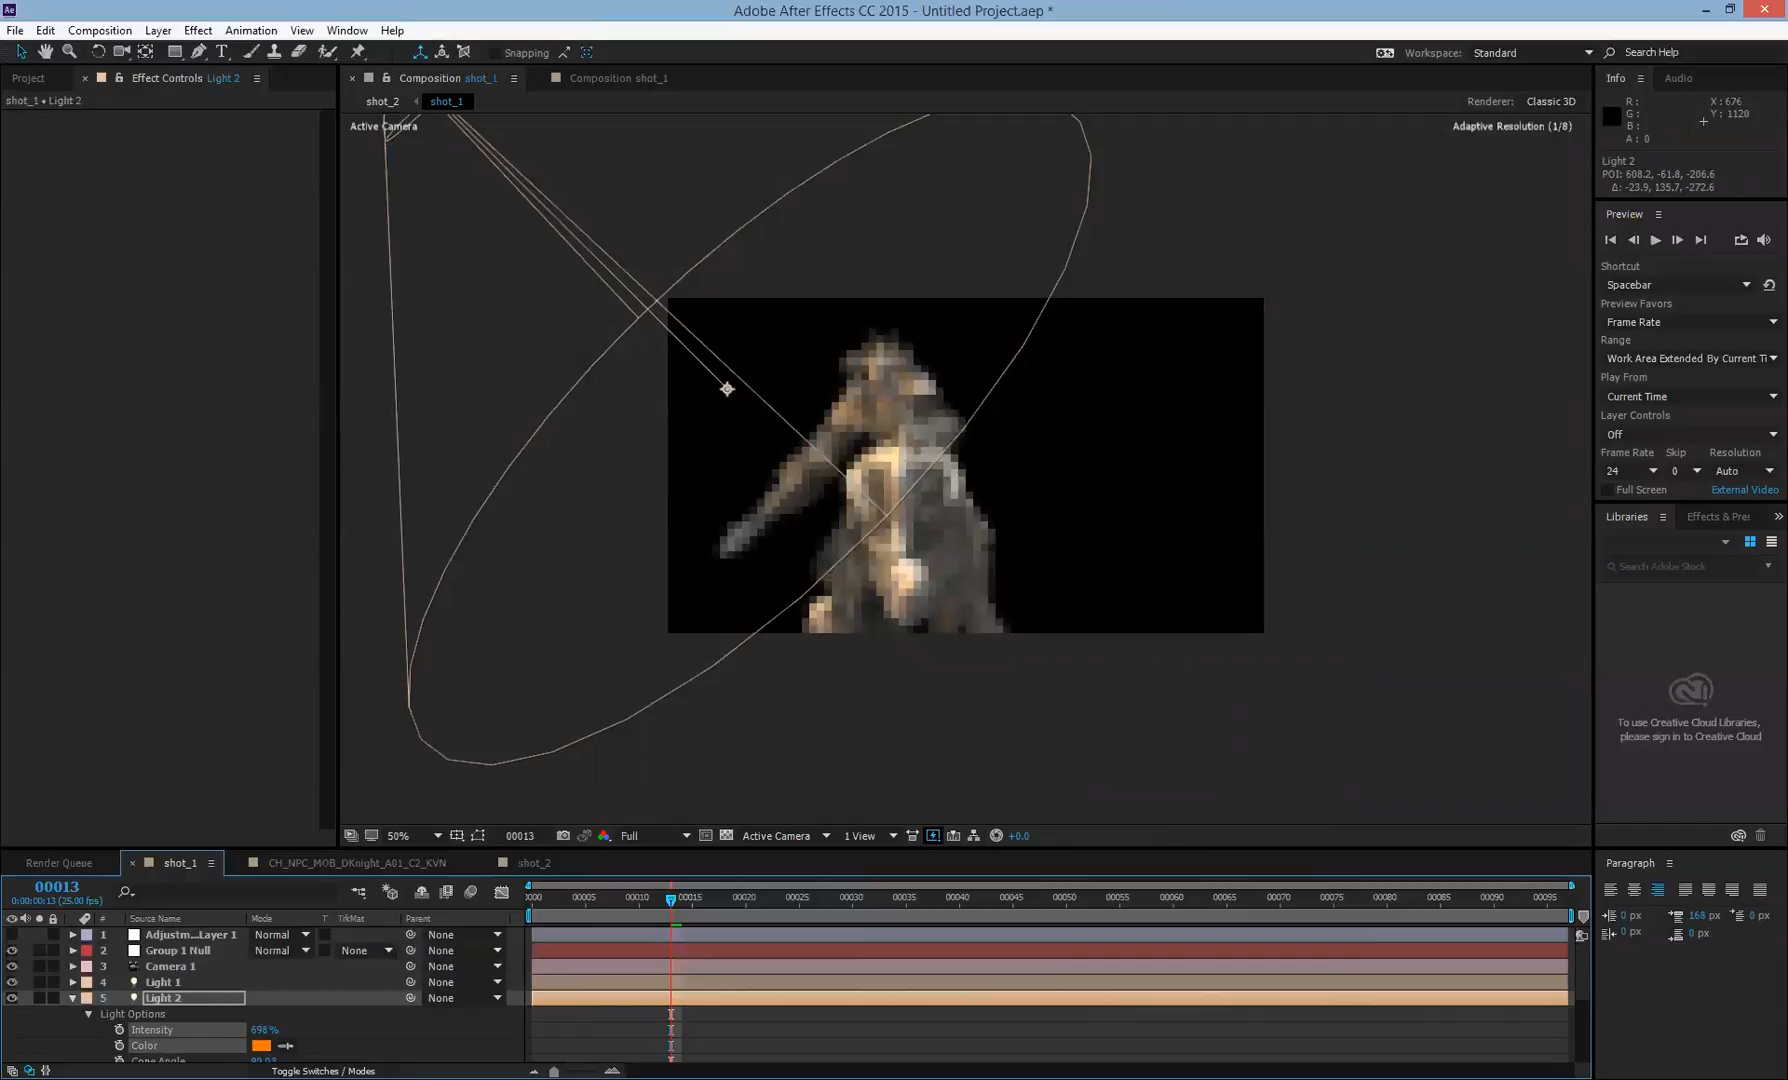 Adobe After Effects CC 2015 - Untitled Project.aep *
File Edit Composition Layer Effect Animation View Window Help
Snapping
Workspace: Standard
Search Help
Project
Effect Controls Light 2
shot_1 • Light 2
Composition shot_1
Composition shot_1
shot_2 shot_1
Renderer: Classic 3D
Active Camera
Adaptive Resolution (1/8)
Info Audio
R :
G :
B :
A : 0
X : 676
Y : 1120
Light 2
POI: 608.2, -61.8, -206.6
Δ: -23.9, 135.7, -272.6
Preview
Shortcut
Spacebar
Preview Favors
Frame Rate
Range
Work Area Extended By Current Ti
Play From
Current Time
Layer Controls
Off
Frame Rate Skip Resolution
24 0 Auto
Full Screen External Video
Libraries Effects & Pre
Search Adobe Stock
To use Creative Cloud Libraries,
please sign in to Creative Cloud
50% 00013 Full Active Camera 1 View +0.0
Render Queue shot_1 CH_NPC_MOB_DKnight_A01_C2_KVN shot_2
00013
0:00:00:13 (25.00 fps)
0000 00005 00010 00015 00020 00025 00030 00035 00040 00045 00050 00055 00060 00065 00070 00075 00080 00085 00090 00095
# Source Name Mode T TrkMat Parent
1 Adjustm...Layer 1 Normal None
2 Group 1 Null Normal None None
3 Camera 1 None
4 Light 1 None
5 Light 2 None
Light Options
Intensity 698%
Color
Cone Angle 90.0°
Toggle Switches / Modes
Paragraph
0 px 168 px 0 px
0 px 0 px